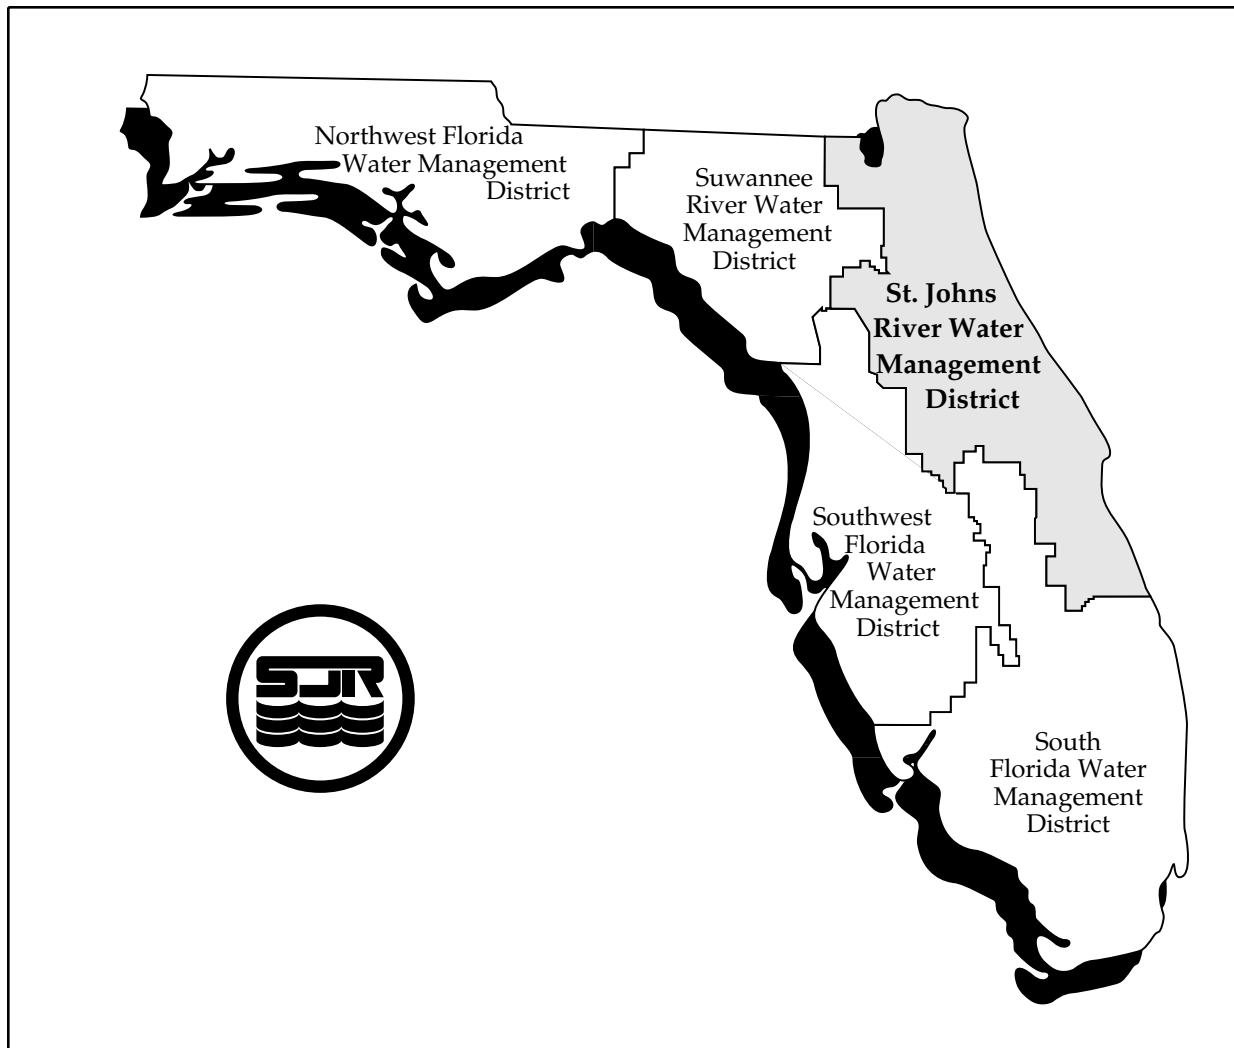 Northwest Florida
Water Management
District
Suwannee
River Water
Management
District
St. Johns
River Water
Management
District
Southwest
Florida
Water
Management
District
SJR
South
Florida Water
Management
District